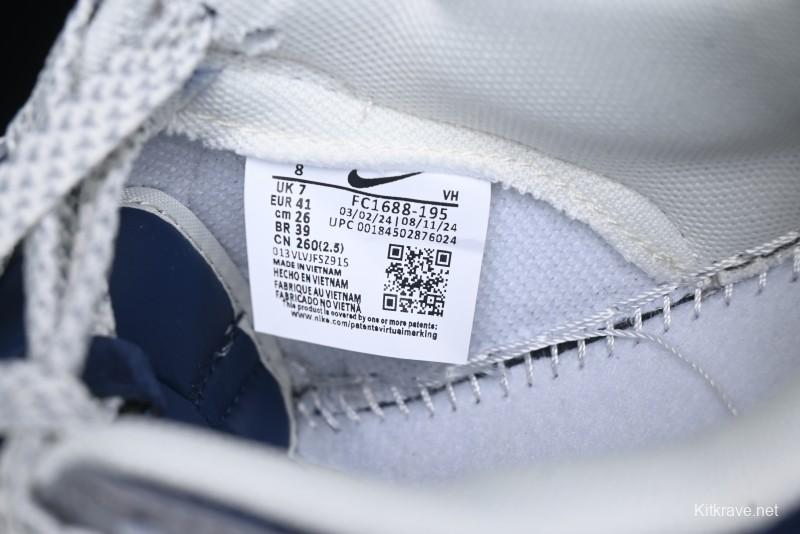 8
UK 7
EUR 41
cm 26
BR 39
CN 260(2.5)
VH
FC1688-195
03/02/24 | 08/11/24
UPC 00184502876024
013VLVJFSZ915
MADE IN VIETNAM
HECHO EN VIETNAM
FABRIQUE AU VIETNAM
FABRICADO NO VIETNÃ
This product is covered by one or more patents:
www.nike.com/patentsvirtualmarking
Kitkrave.net